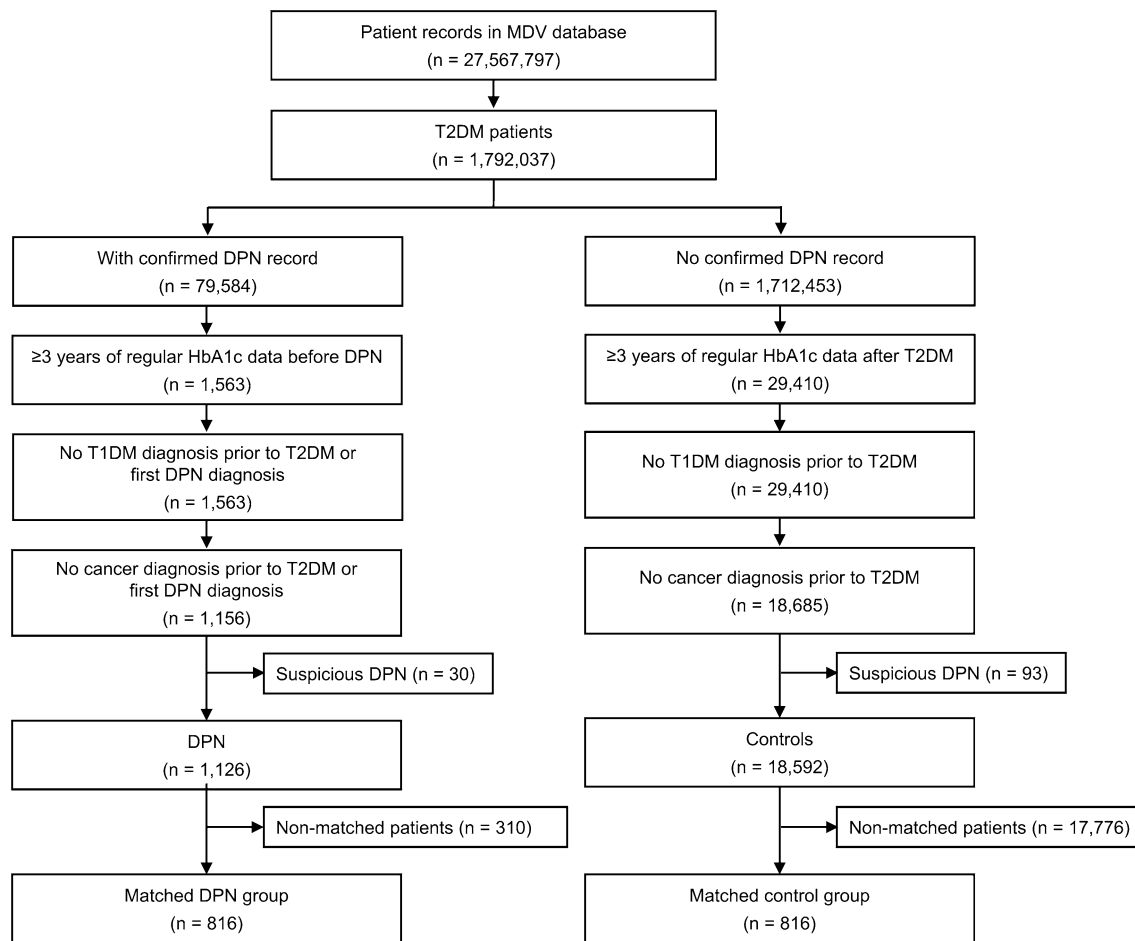 Patient records in MDV database
(n = 27,567,797)
T2DM patients
(n = 1,792,037)
With confirmed DPN record
(n = 79,584)
No confirmed DPN record
(n = 1,712,453)
≥3 years of regular HbA1c data before DPN
(n = 1,563)
≥3 years of regular HbA1c data after T2DM
(n = 29,410)
No T1DM diagnosis prior to T2DM or
first DPN diagnosis
(n = 1,563)
No T1DM diagnosis prior to T2DM
(n = 29,410)
No cancer diagnosis prior to T2DM or
first DPN diagnosis
(n = 1,156)
No cancer diagnosis prior to T2DM
(n = 18,685)
Suspicious DPN (n = 30)
Suspicious DPN (n = 93)
DPN
(n = 1,126)
Controls
(n = 18,592)
Non-matched patients (n = 310)
Non-matched patients (n = 17,776)
Matched DPN group
(n = 816)
Matched control group
(n = 816)